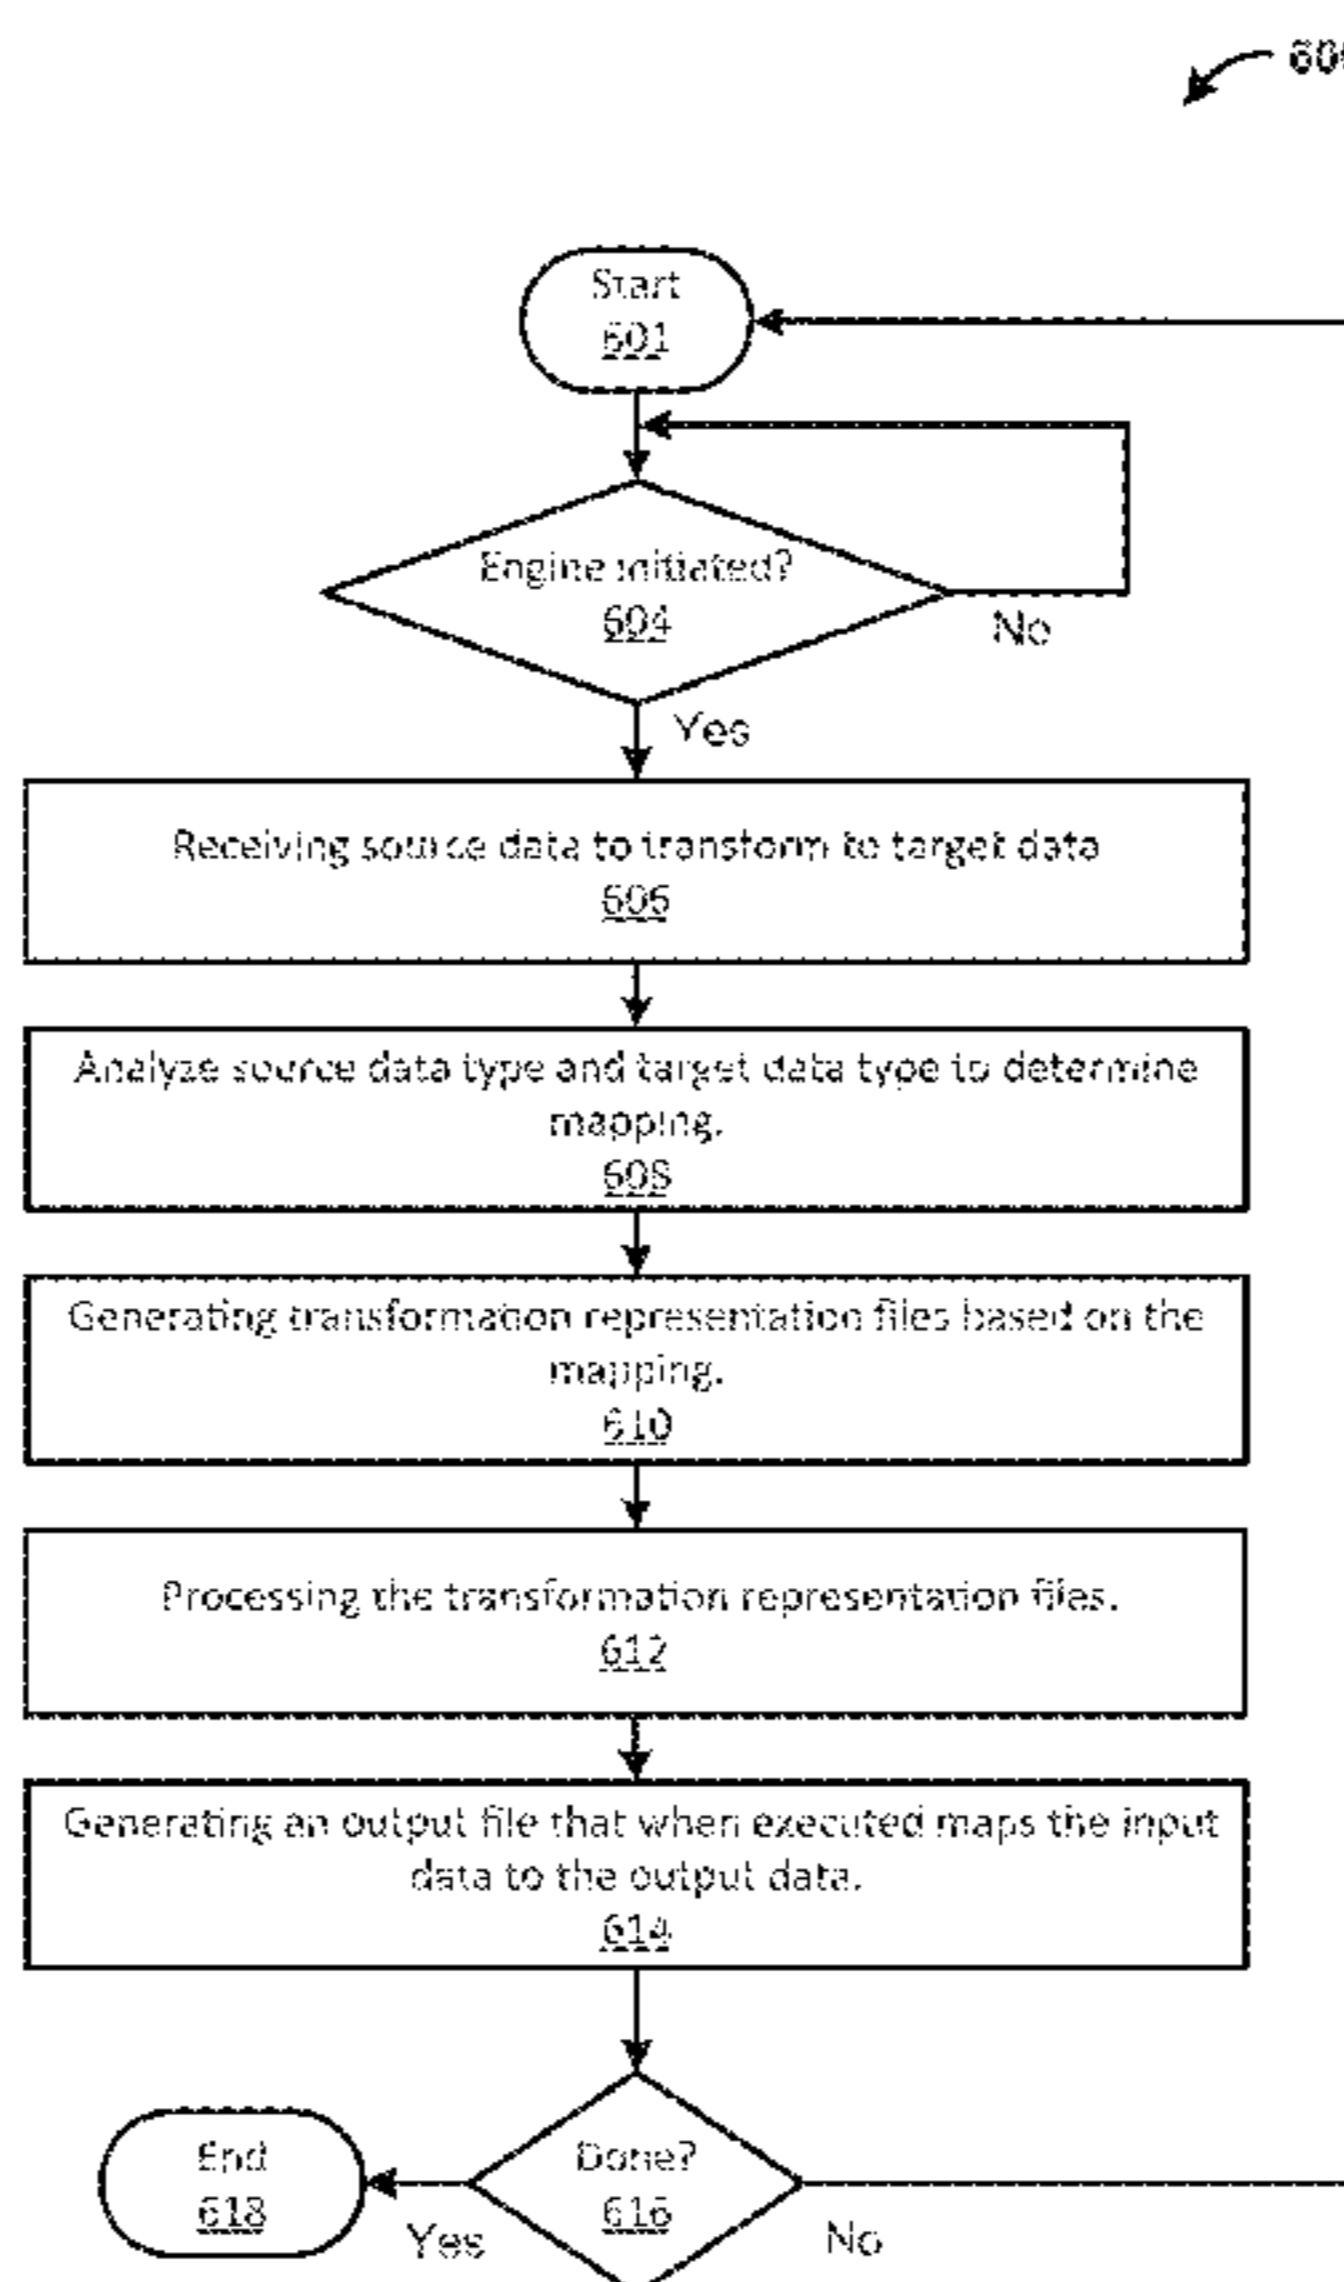 Start
601
Engine initiated?
604
No
Yes
Receiving source data to transform to target data
606
Analyze source data type and target data type to determine
mapping.
608
Generating transformation representation files based on the
mapping.
610
Processing the transformation representation files.
612
Generating an output file that when executed maps the input
data to the output data.
614
End
618
Yes
Done?
616
No